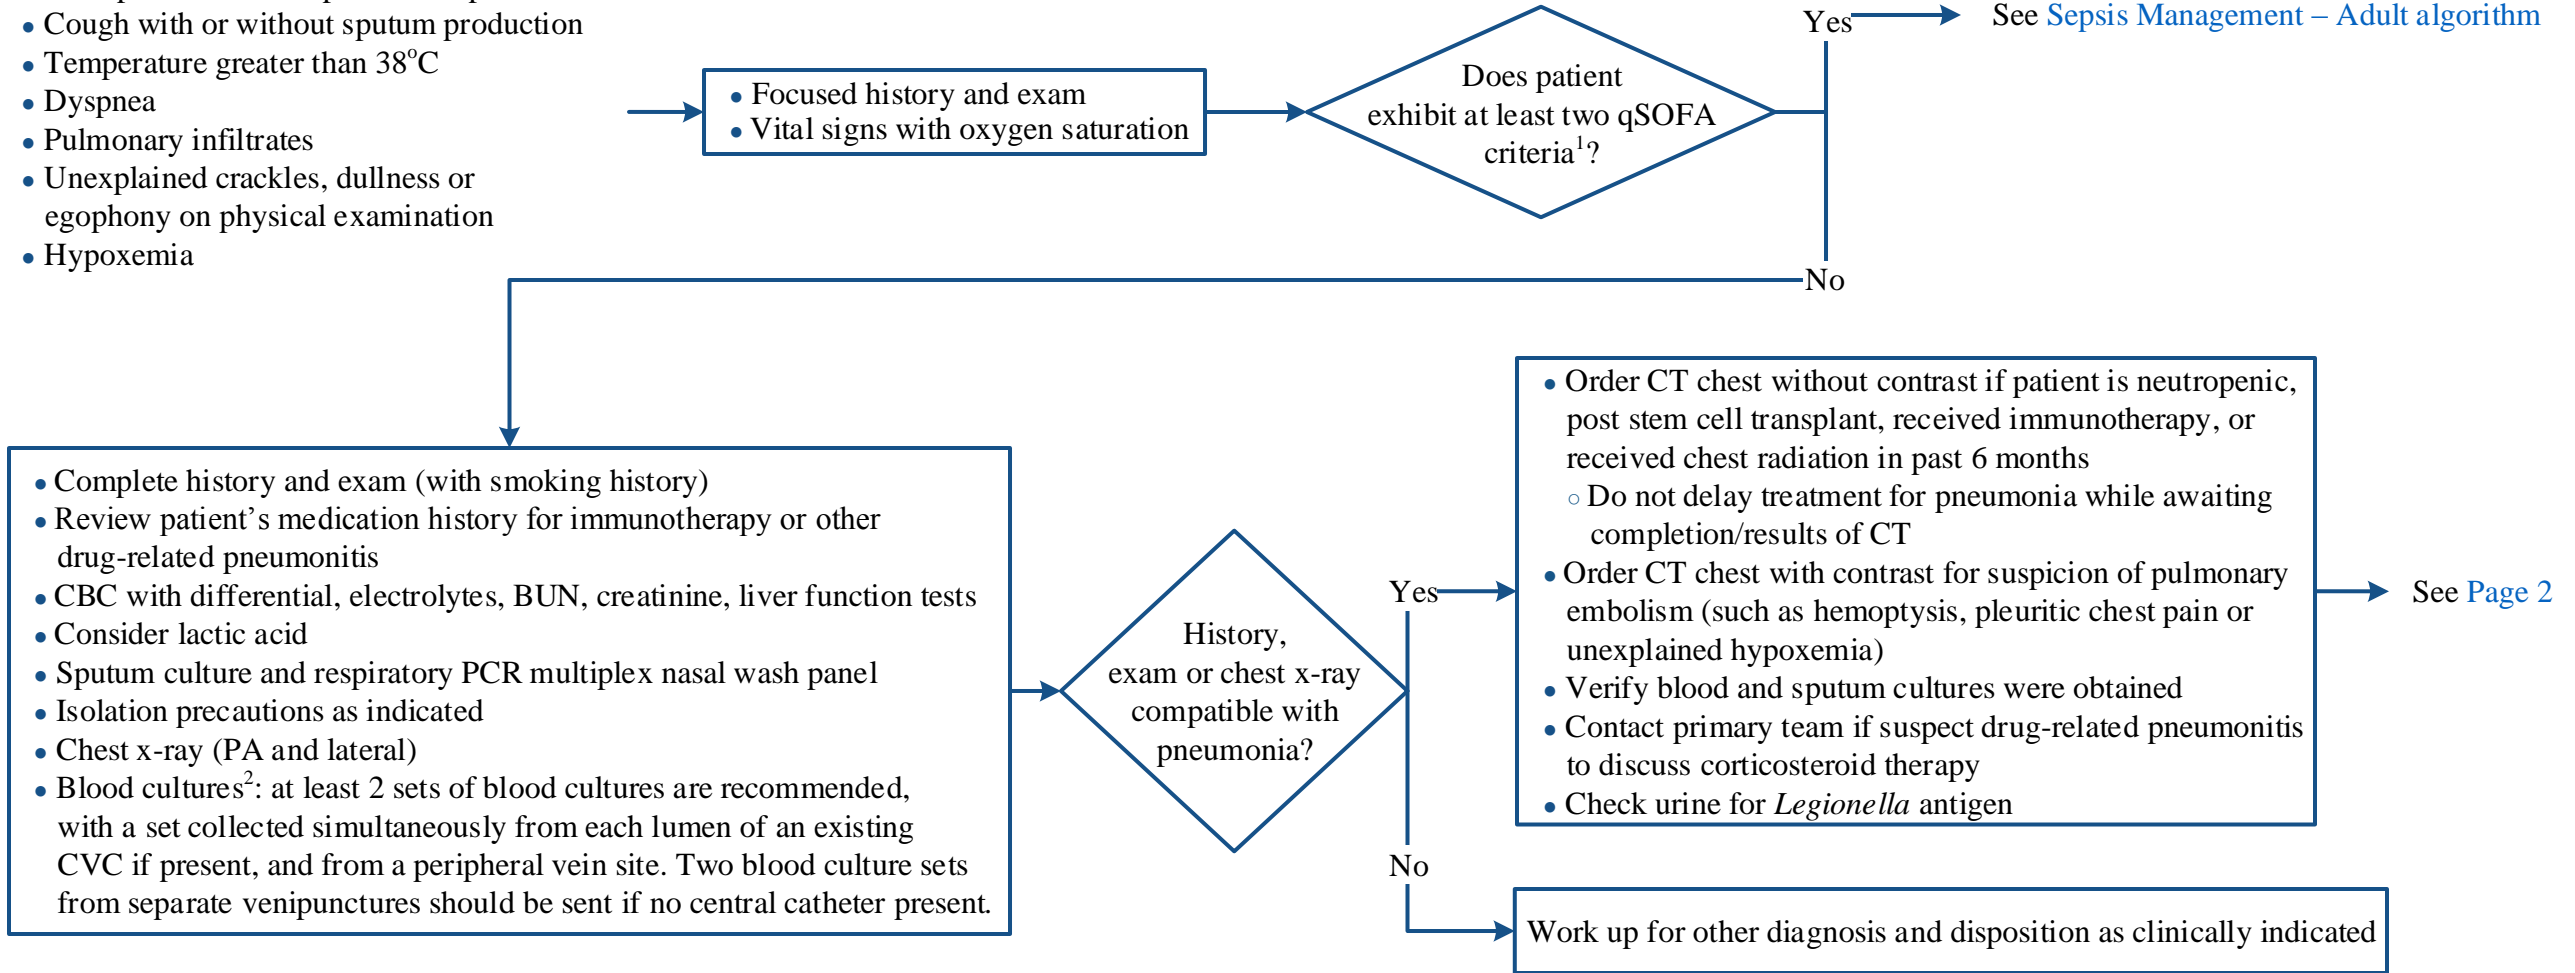 • Cough with or without sputum production
• Temperature greater than 38°C
• Dyspnea
• Pulmonary infiltrates
• Unexplained crackles, dullness or
egophony on physical examination
• Hypoxemia
• Focused history and exam
• Vital signs with oxygen saturation
Does patient
exhibit at least two qSOFA
criteria¹?
Yes
See Sepsis Management – Adult algorithm
No
• Complete history and exam (with smoking history)
• Review patient’s medication history for immunotherapy or other
drug-related pneumonitis
• CBC with differential, electrolytes, BUN, creatinine, liver function tests
• Consider lactic acid
• Sputum culture and respiratory PCR multiplex nasal wash panel
• Isolation precautions as indicated
• Chest x-ray (PA and lateral)
• Blood cultures²: at least 2 sets of blood cultures are recommended,
with a set collected simultaneously from each lumen of an existing
CVC if present, and from a peripheral vein site. Two blood culture sets
from separate venipunctures should be sent if no central catheter present.
History,
exam or chest x-ray
compatible with
pneumonia?
Yes
• Order CT chest without contrast if patient is neutropenic,
post stem cell transplant, received immunotherapy, or
received chest radiation in past 6 months
○ Do not delay treatment for pneumonia while awaiting
completion/results of CT
• Order CT chest with contrast for suspicion of pulmonary
embolism (such as hemoptysis, pleuritic chest pain or
unexplained hypoxemia)
• Verify blood and sputum cultures were obtained
• Contact primary team if suspect drug-related pneumonitis
to discuss corticosteroid therapy
• Check urine for Legionella antigen
See Page 2
No
Work up for other diagnosis and disposition as clinically indicated